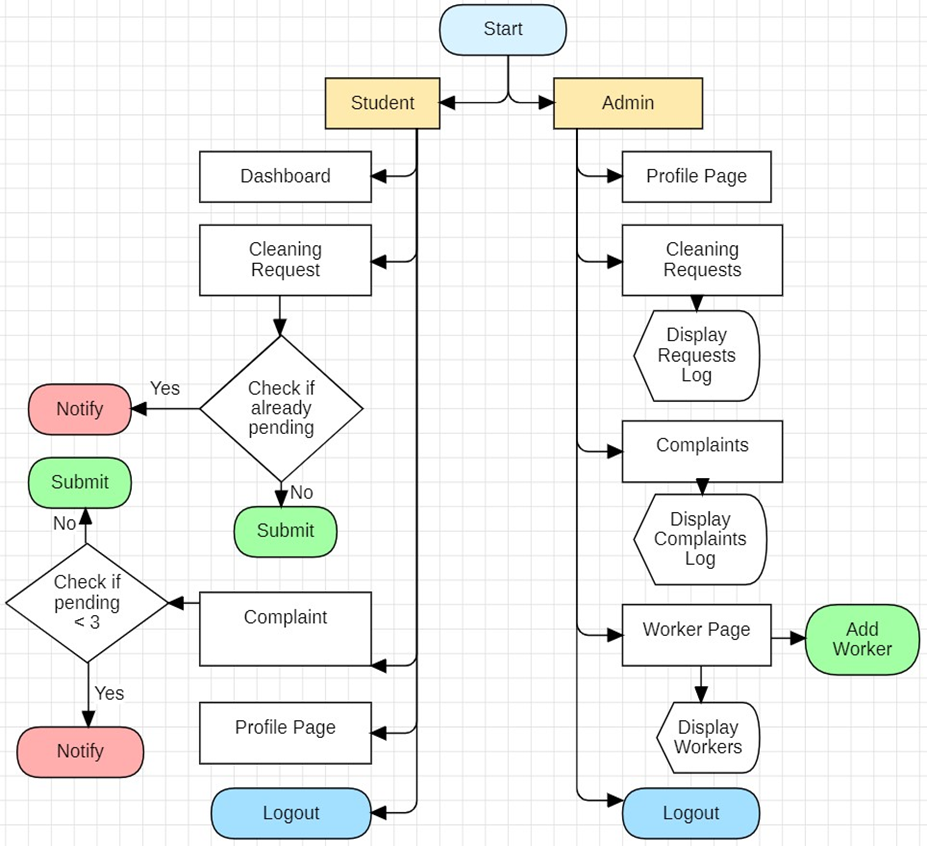 Start
Student
Admin
Dashboard
Profile Page
Cleaning
Request
Cleaning
Requests
Display
Requests
Log
Yes
Notify
Check if
already
pending
Complaints
Submit
No
No
Submit
Display
Complaints
Log
Check if
pending
< 3
Complaint
Worker Page
Add
Worker
Yes
Notify
Profile Page
Display
Workers
Logout
Logout